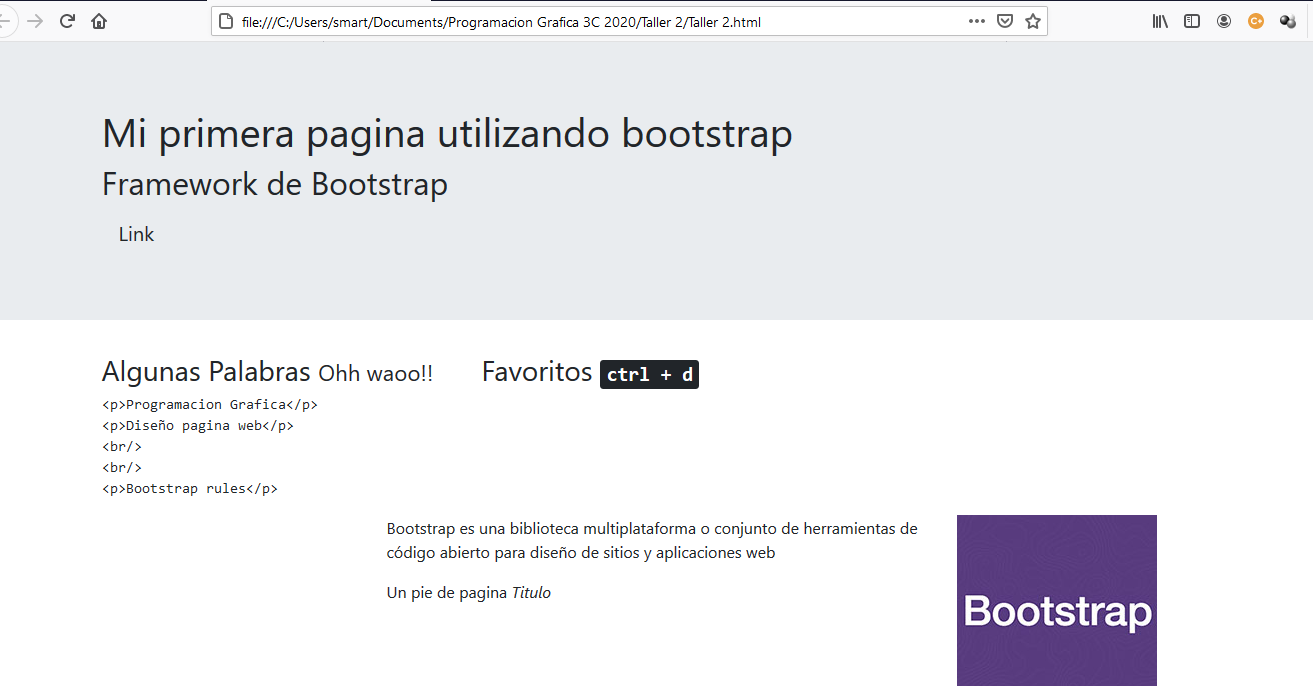 file:///C:/Users/smart/Documents/Programacion Grafica 3C 2020/Taller 2/Taller 2.html
C+
Mi primera pagina utilizando bootstrap
Framework de Bootstrap
Link
Algunas Palabras Ohh waoo!!
Favoritos ctrl + d
<p>Programacion Grafica</p>
<p>Diseño pagina web</p>
<br/>
<br/>
<p>Bootstrap rules</p>
Bootstrap es una biblioteca multiplataforma o conjunto de herramientas de
código abierto para diseño de sitios y aplicaciones web
Un pie de pagina Titulo
Bootstrap